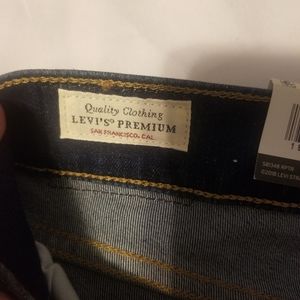 Quality Clothing
LEVI'S® PREMIUM
SAN FRANCISCO, CAL